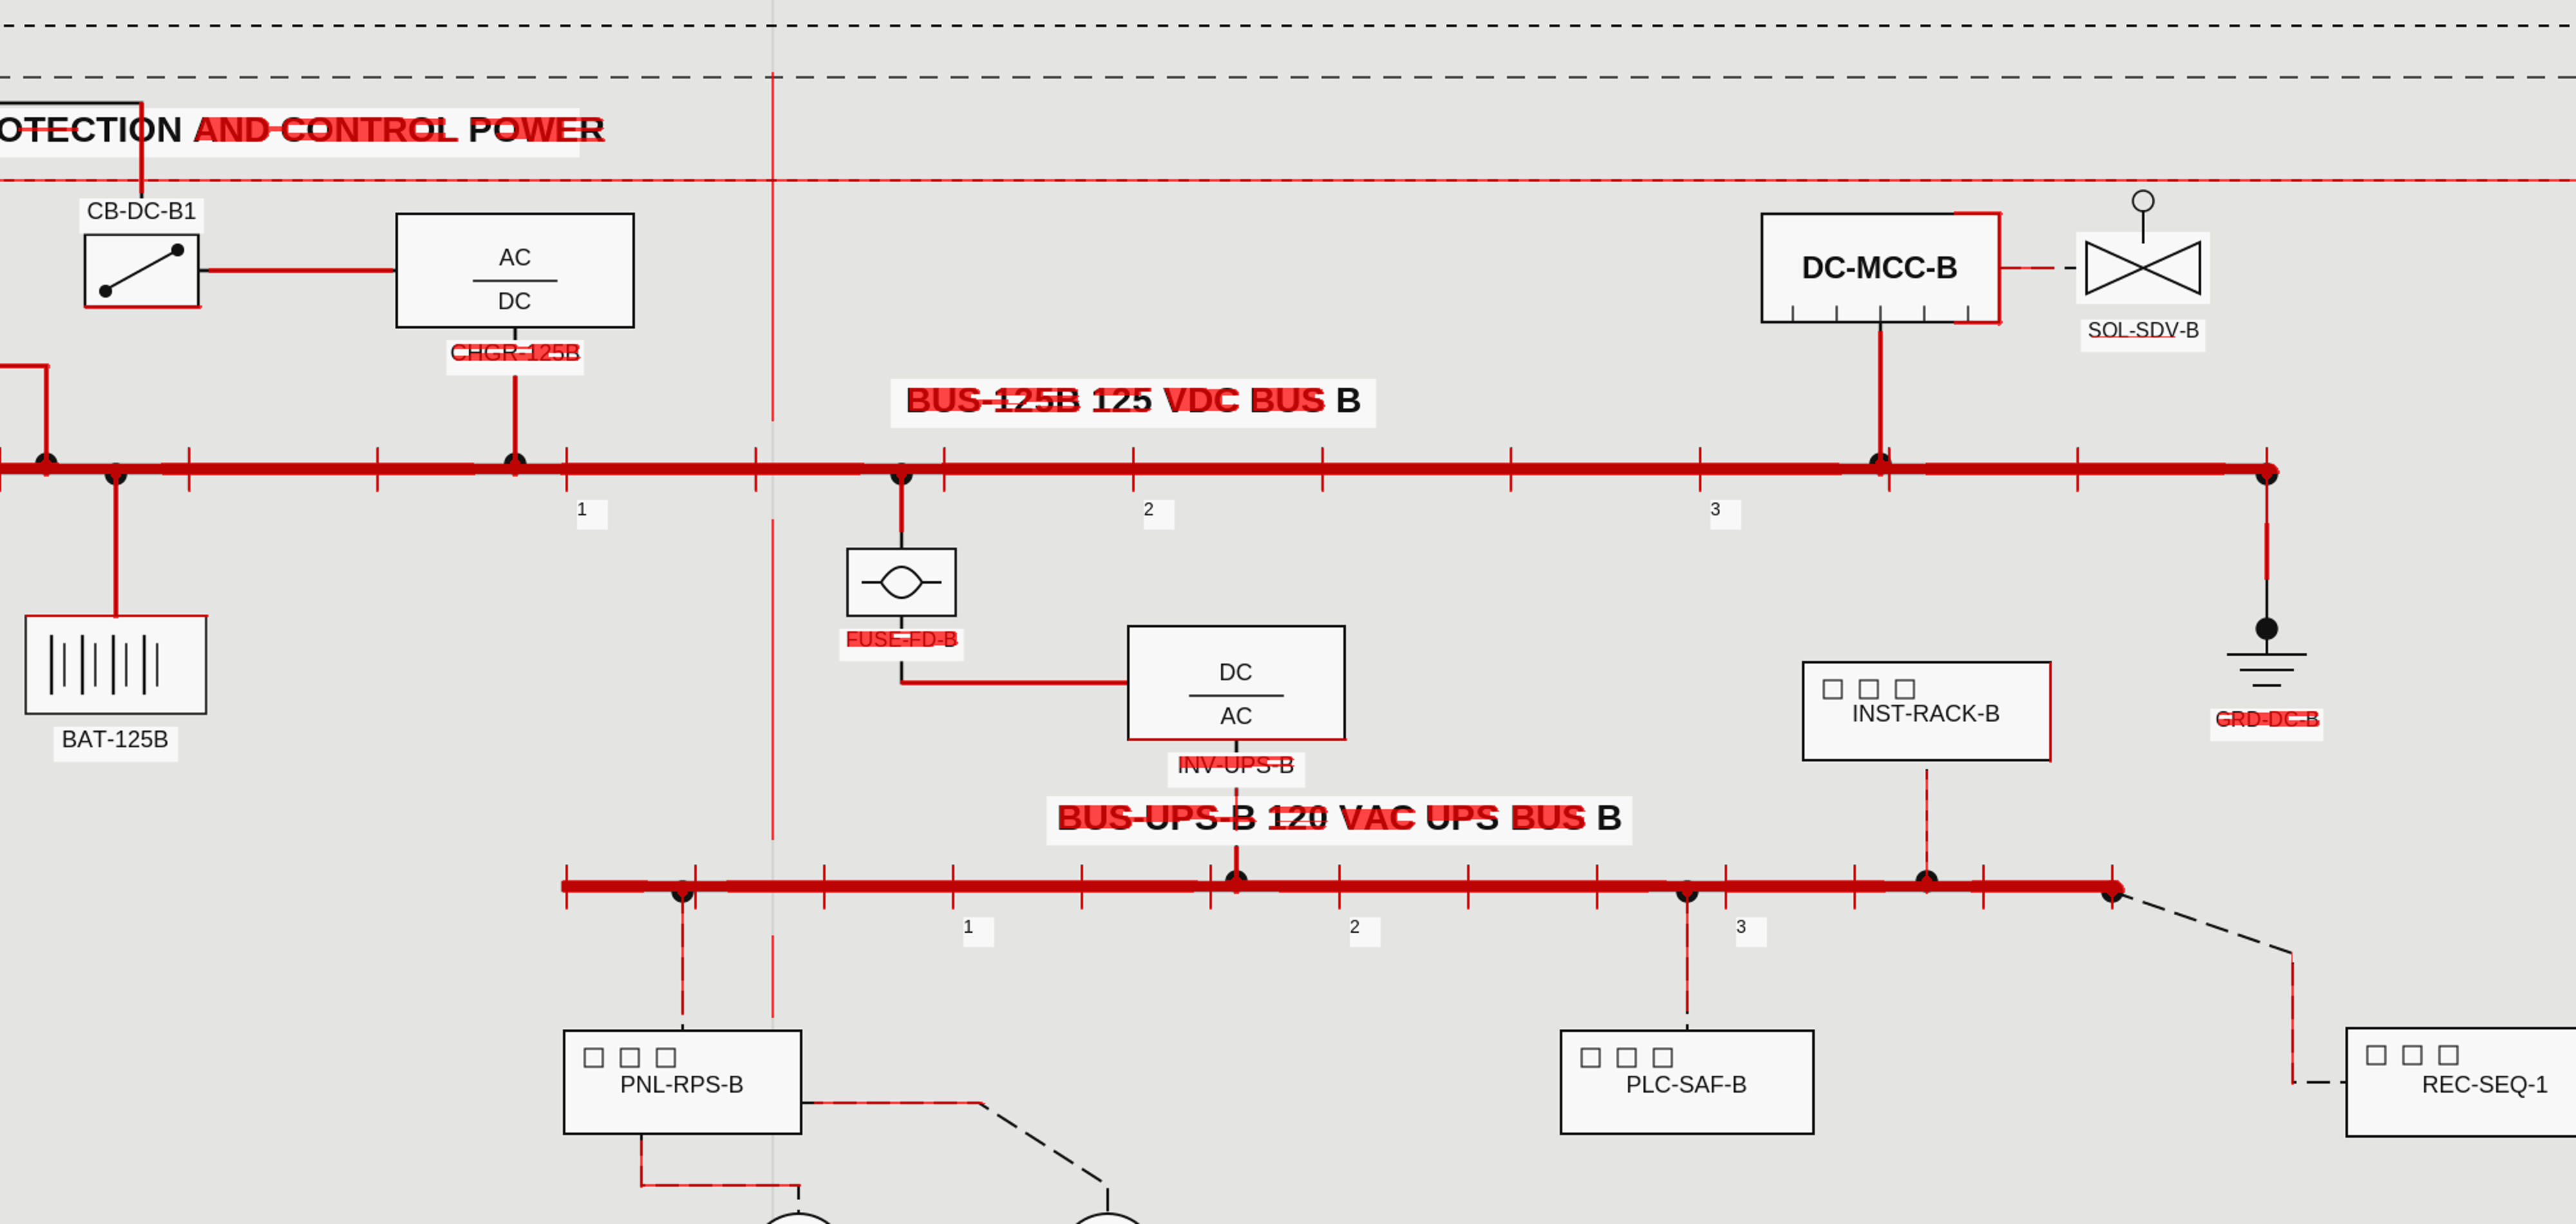 OTECTION AND CONTROL POWER
CB-DC-B1
AC
DC
CHGR-125B
DC-MCC-B
SOL-SDV-B
BUS-125B 125 VDC BUS B
1
2
3
FUSE-FD-B
DC
AC
INV-UPS-B
BAT-125B
INST-RACK-B
GRD-DC-B
BUS-UPS-B 120 VAC UPS BUS B
1
2
3
PNL-RPS-B
PLC-SAF-B
REC-SEQ-1